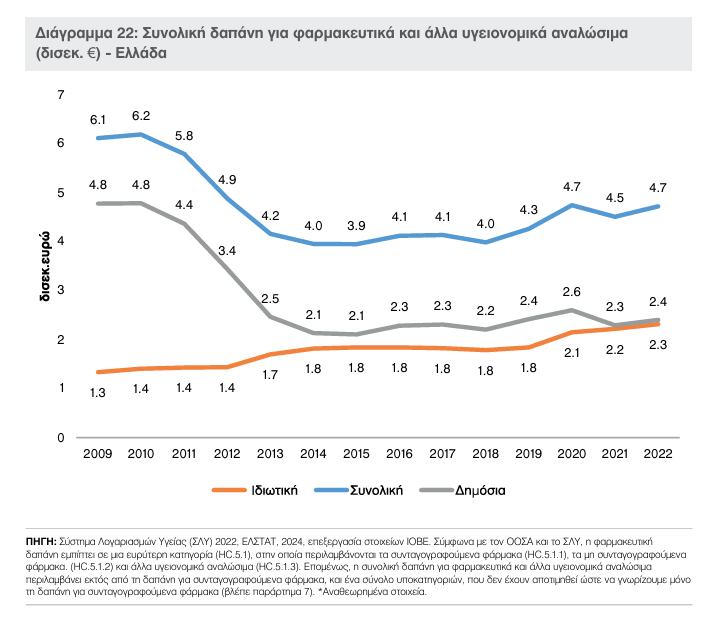 Διάγραμμα 22: Συνολική δαπάνη για φαρμακευτικά και άλλα υγειονομικά αναλώσιμα
(δισεκ. €) - Ελλάδα
7
6
5
4
3
2
1
0
δισεκ.ευρώ
6.1 6.2 5.8 4.9 4.2 4.0 3.9 4.1 4.1 4.0 4.3 4.7 4.5 4.7
4.8 4.8 4.4 3.4 2.5 2.1 2.1 2.3 2.3 2.2 2.4 2.6 2.3 2.4
1.3 1.4 1.4 1.4 1.7 1.8 1.8 1.8 1.8 1.8 1.8 2.1 2.2 2.3
2009 2010 2011 2012 2013 2014 2015 2016 2017 2018 2019 2020 2021 2022
Ιδιωτική Συνολική Δημόσια
ΠΗΓΗ: Σύστημα Λογαριασμών Υγείας (ΣΛΥ) 2022, ΕΛΣΤΑΤ, 2024, επεξεργασία στοιχείων ΙΟΒΕ. Σύμφωνα με τον ΟΟΣΑ και το ΣΛΥ, η φαρμακευτική
δαπάνη εμπίπτει σε μια ευρύτερη κατηγορία (HC.5.1), στην οποία περιλαμβάνονται τα συνταγογραφούμενα φάρμακα (HC.5.1.1), τα μη συνταγογραφούμενα
φάρμακα. (HC.5.1.2) και άλλα υγειονομικά αναλώσιμα (HC.5.1.3). Επομένως, η συνολική δαπάνη για φαρμακευτικά και άλλα υγειονομικά αναλώσιμα
περιλαμβάνει εκτός από τη δαπάνη για συνταγογραφούμενα φάρμακα, και ένα σύνολο υποκατηγοριών, που δεν έχουν αποτιμηθεί ώστε να γνωρίζουμε μόνο
τη δαπάνη για συνταγογραφούμενα φάρμακα (βλέπε παράρτημα 7). *Αναθεωρημένα στοιχεία.